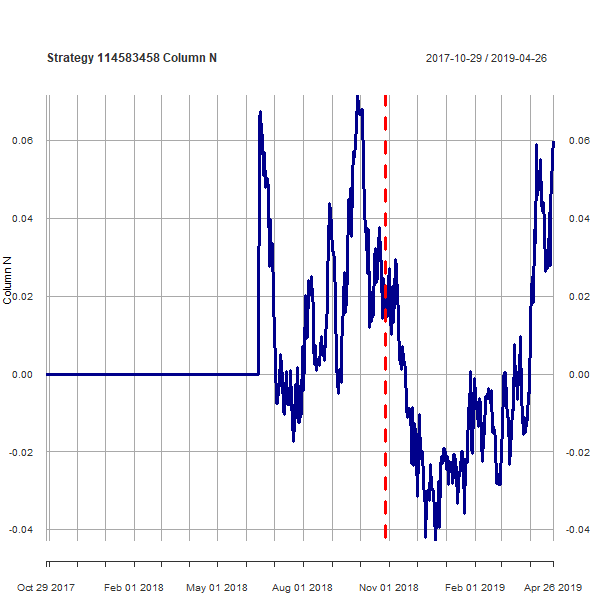 Strategy 114583458 Column N
2017-10-29 / 2019-04-26
Column N
0.06
0.04
0.02
0.00
-0.02
-0.04
0.06
0.04
0.02
0.00
-0.02
-0.04
Oct 29 2017
Feb 01 2018
May 01 2018
Aug 01 2018
Nov 01 2018
Feb 01 2019
Apr 26 2019